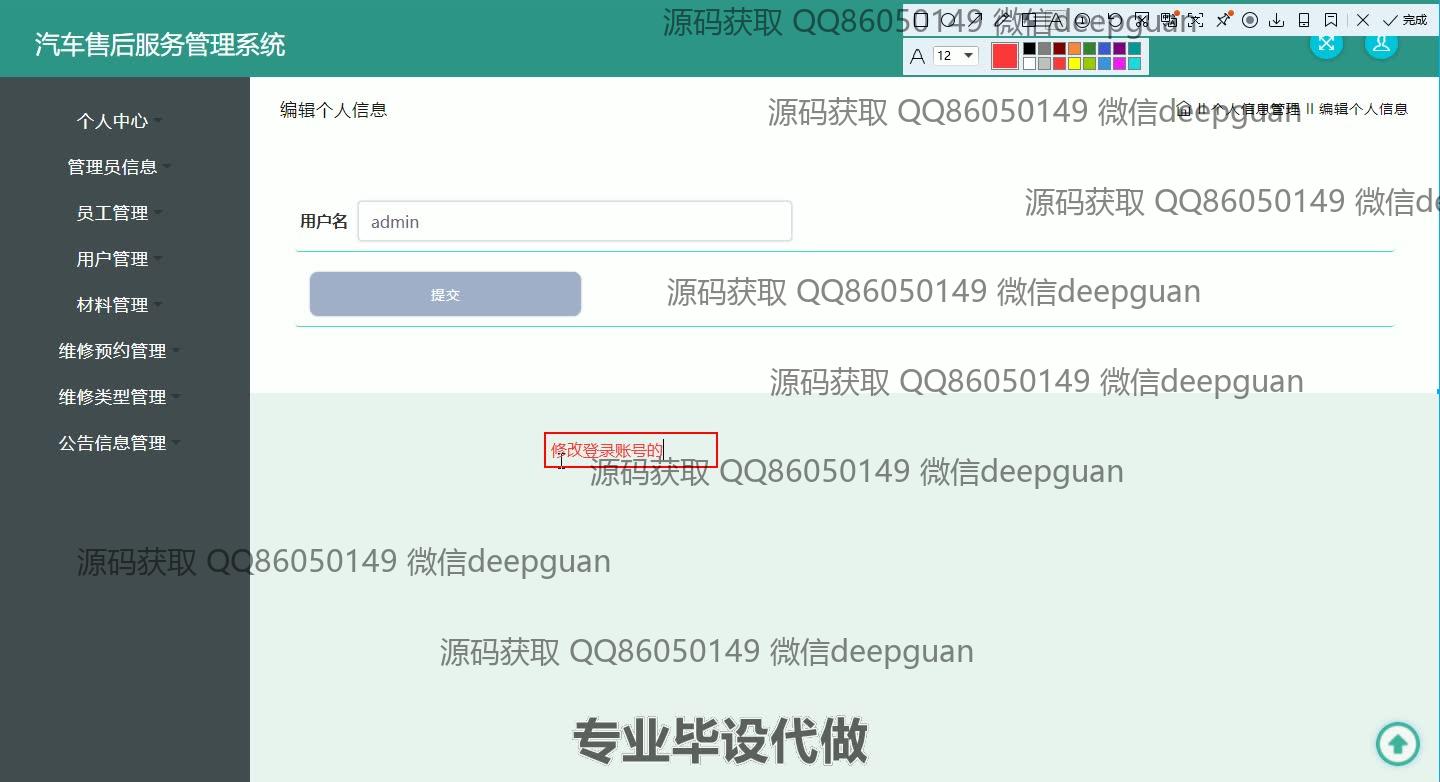 源码获取 QQ86050149 微信deepguan
完成
汽车售后服务管理系统
A 12
编辑个人信息
个人信息管理 II 编辑个人信息
源码获取 QQ86050149 微信deepguan
个人中心
管理员信息
源码获取 QQ86050149 微信de
员工管理
用户名 admin
用户管理
提交
源码获取 QQ86050149 微信deepguan
材料管理
维修预约管理
源码获取 QQ86050149 微信deepguan
维修类型管理
公告信息管理
修改登录账号的
源码获取 QQ86050149 微信deepguan
源码获取 QQ86050149 微信deepguan
源码获取 QQ86050149 微信deepguan
专业毕设代做